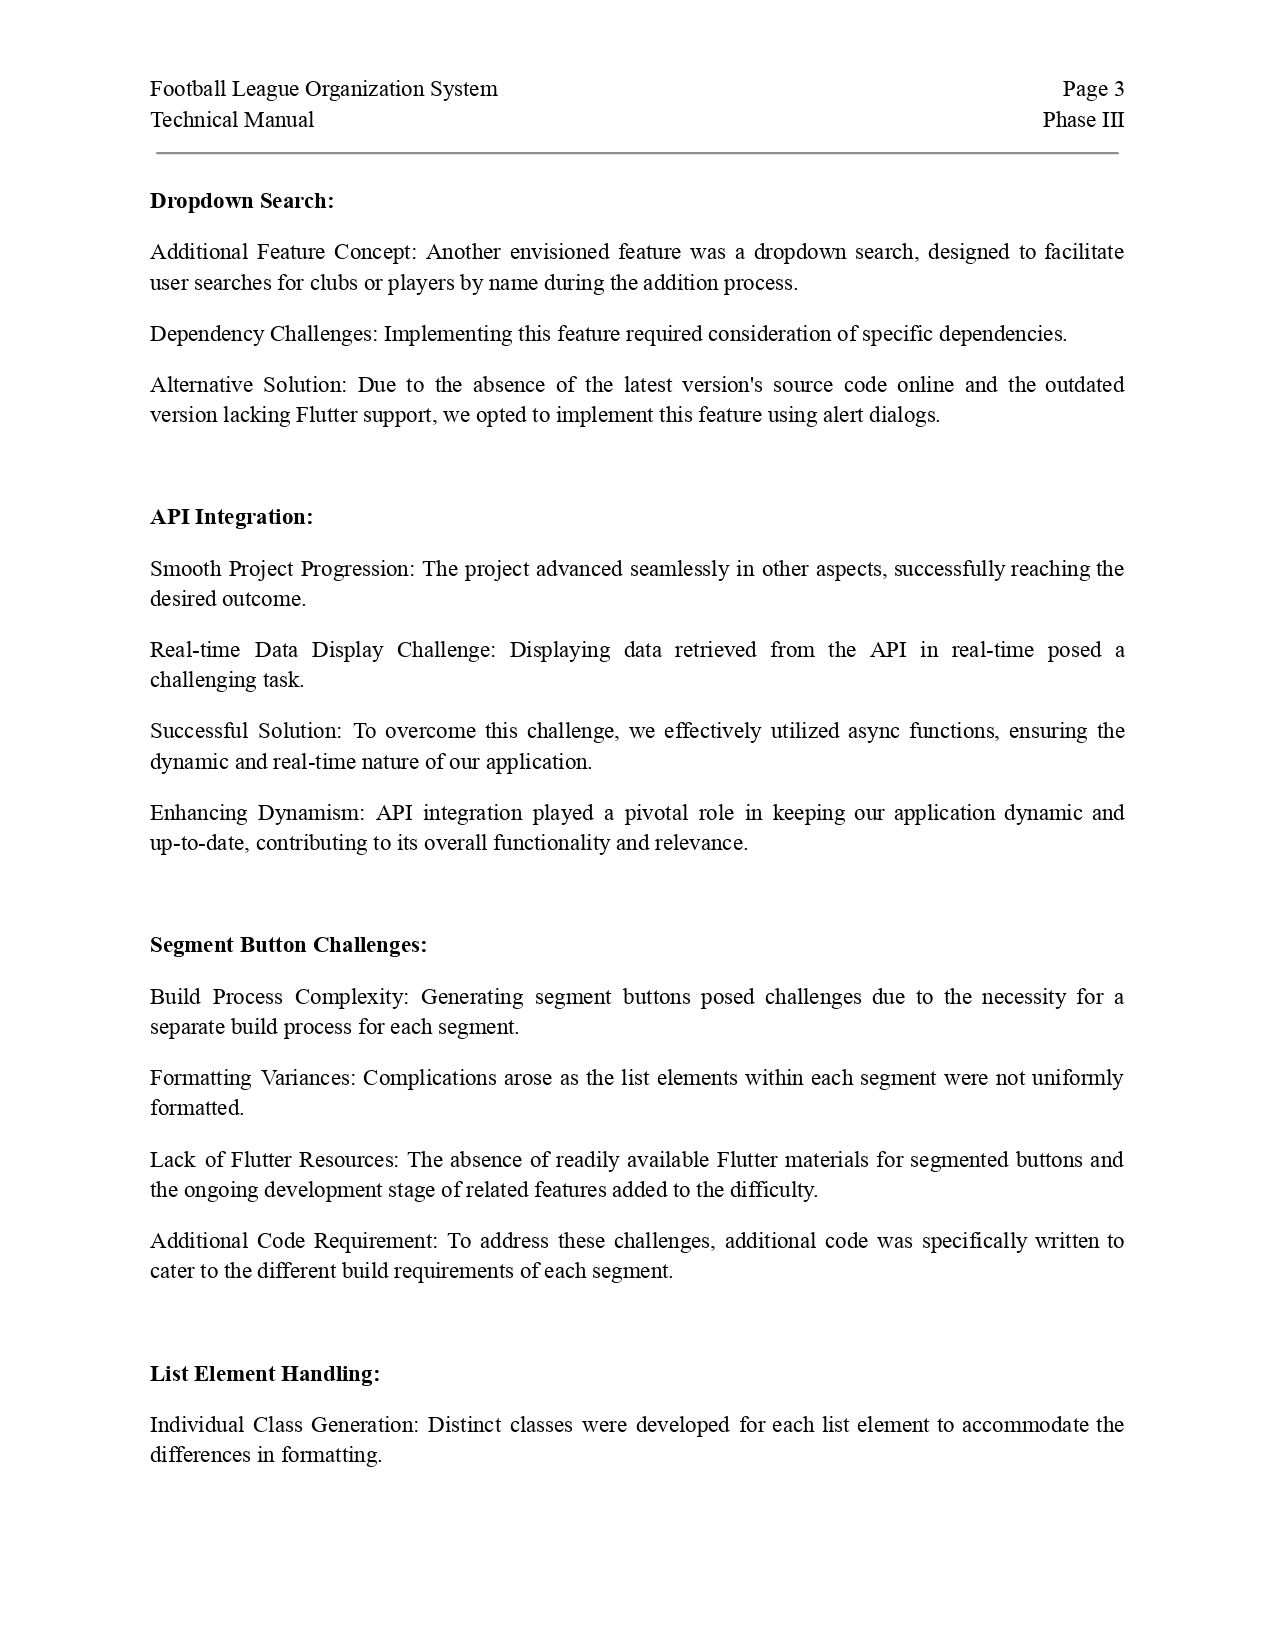 Football League Organization System Page 3
Technical Manual Phase III
Dropdown Search:
Additional Feature Concept: Another envisioned feature was a dropdown search, designed to facilitate
user searches for clubs or players by name during the addition process.
Dependency Challenges: Implementing this feature required consideration of specific dependencies.
Alternative Solution: Due to the absence of the latest version's source code online and the outdated
version lacking Flutter support, we opted to implement this feature using alert dialogs.
API Integration:
Smooth Project Progression: The project advanced seamlessly in other aspects, successfully reaching the
desired outcome.
Real-time Data Display Challenge: Displaying data retrieved from the API in real-time posed a
challenging task.
Successful Solution: To overcome this challenge, we effectively utilized async functions, ensuring the
dynamic and real-time nature of our application.
Enhancing Dynamism: API integration played a pivotal role in keeping our application dynamic and
up-to-date, contributing to its overall functionality and relevance.
Segment Button Challenges:
Build Process Complexity: Generating segment buttons posed challenges due to the necessity for a
separate build process for each segment.
Formatting Variances: Complications arose as the list elements within each segment were not uniformly
formatted.
Lack of Flutter Resources: The absence of readily available Flutter materials for segmented buttons and
the ongoing development stage of related features added to the difficulty.
Additional Code Requirement: To address these challenges, additional code was specifically written to
cater to the different build requirements of each segment.
List Element Handling:
Individual Class Generation: Distinct classes were developed for each list element to accommodate the
differences in formatting.